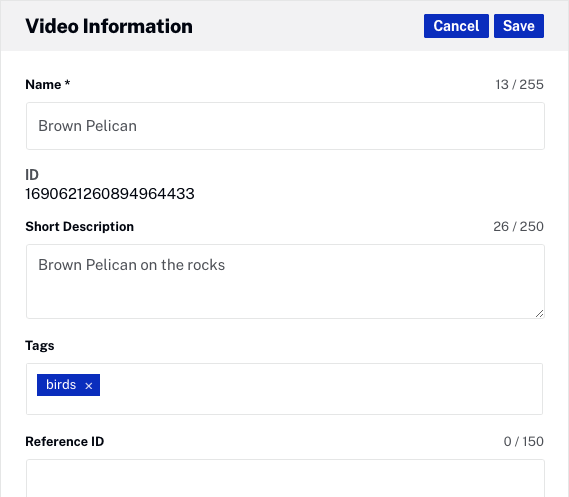 Video Information Cancel Save
Name * 13 / 255
Brown Pelican
ID
1690621260894964433
Short Description 26 / 250
Brown Pelican on the rocks
Tags
birds ×
Reference ID 0 / 150